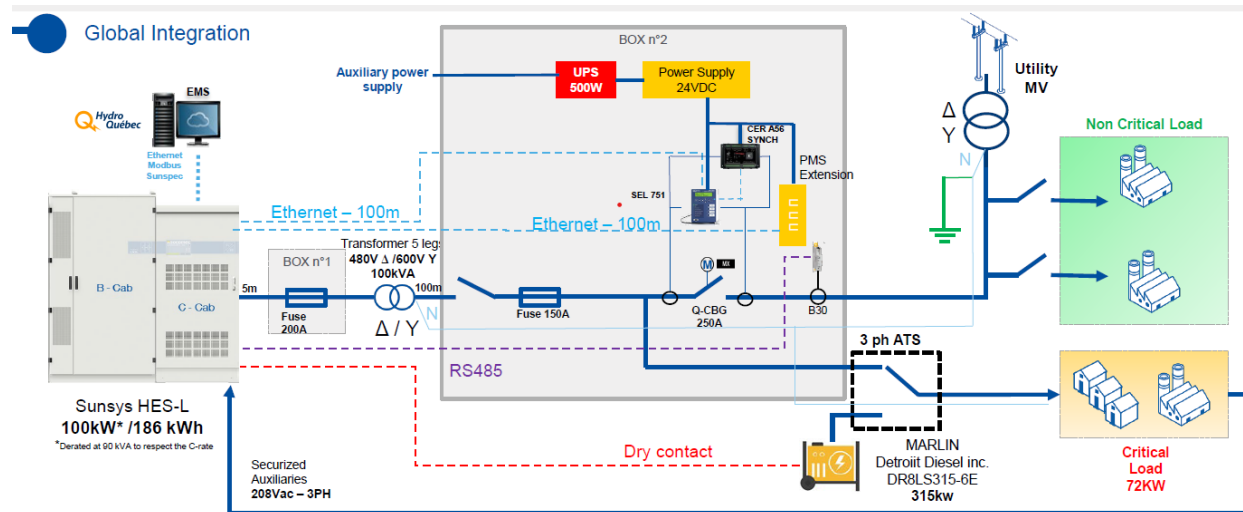 Global Integration
BOX n°2
Auxiliary power
supply
UPS
500W
Power Supply
24VDC
Utility
MV
Δ
Y
N
EMS
Hydro
Québec
Ethernet
Modbus
Sunspec
CER A56
SYNCH
PMS
Extension
SEL 751
Non Critical Load
Ethernet – 100m
Ethernet – 100m
Transformer 5 legs
480V Δ /600V Y
100kVA
BOX n°1
B - Cab
C - Cab
5m
100m
N
M
MX
Fuse
200A
Δ / Y
Fuse 150A
Q-CBG
250A
B30
RS485
3 ph ATS
Sunsys HES-L
100kW* /186 kWh
*Derated at 90 kVA to respect the C-rate
Dry contact
Securized
Auxiliaries
208Vac – 3PH
MARLIN
Detroiit Diesel inc.
DR8LS315-6E
315kw
Critical
Load
72KW